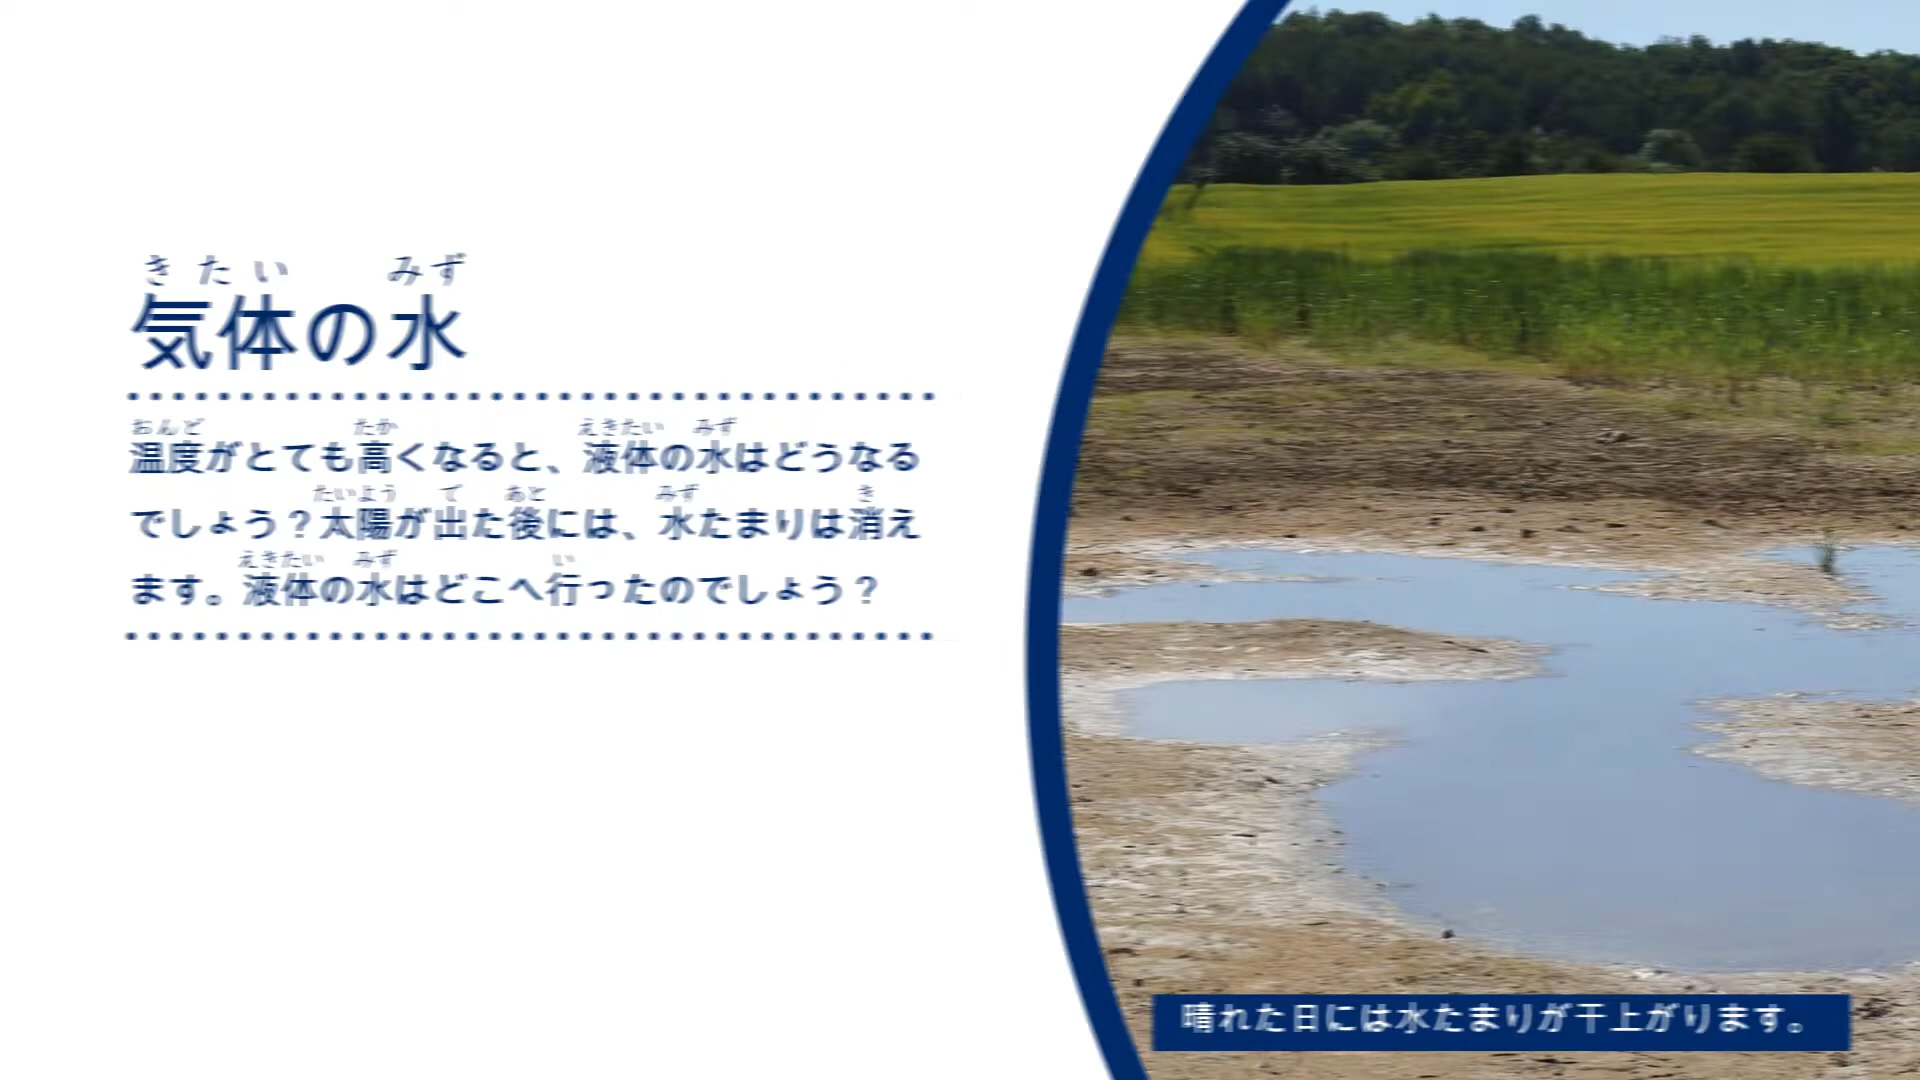 きたい みず
気体の水
おんど たか えきたい みず
温度がとても高くなると、液体の水はどうなる
たいよう で あと みず き
でしょう？太陽が出た後には、水たまりは消え
えきたい みず い
ます。液体の水はどこへ行ったのでしょう？
晴れた日には水たまりが干上がります。